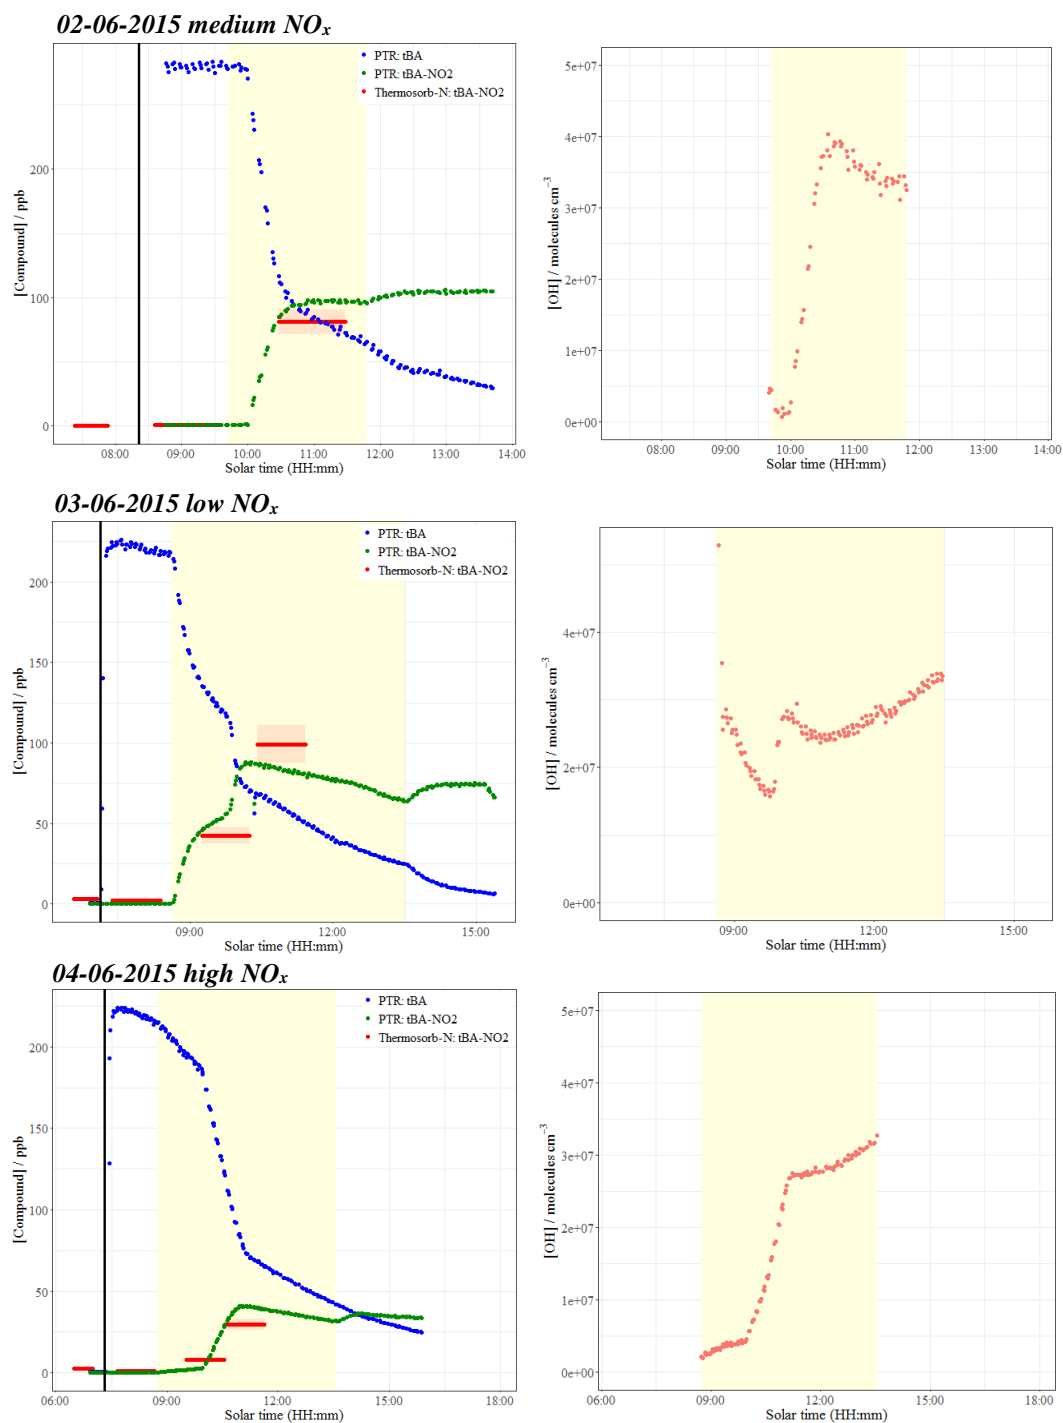 02-06-2015 medium NOx
PTR: tBA
PTR: tBA-NO2
Thermosorb-N: tBA-NO2
[Compound] / ppb
200
100
0
08:00 09:00 10:00 11:00 12:00 13:00 14:00
Solar time (HH:mm)
[OH] / molecules cm⁻³
5e+07
4e+07
3e+07
2e+07
1e+07
0e+00
08:00 09:00 10:00 11:00 12:00 13:00 14:00
Solar time (HH:mm)
03-06-2015 low NOx
PTR: tBA
PTR: tBA-NO2
Thermosorb-N: tBA-NO2
[Compound] / ppb
200
150
100
50
0
09:00 12:00 15:00
Solar time (HH:mm)
[OH] / molecules cm⁻³
4e+07
2e+07
0e+00
09:00 12:00 15:00
Solar time (HH:mm)
04-06-2015 high NOx
PTR: tBA
PTR: tBA-NO2
Thermosorb-N: tBA-NO2
[Compound] / ppb
200
150
100
50
0
06:00 09:00 12:00 15:00 18:00
Solar time (HH:mm)
[OH] / molecules cm⁻³
5e+07
4e+07
3e+07
2e+07
1e+07
0e+00
06:00 09:00 12:00 15:00 18:00
Solar time (HH:mm)